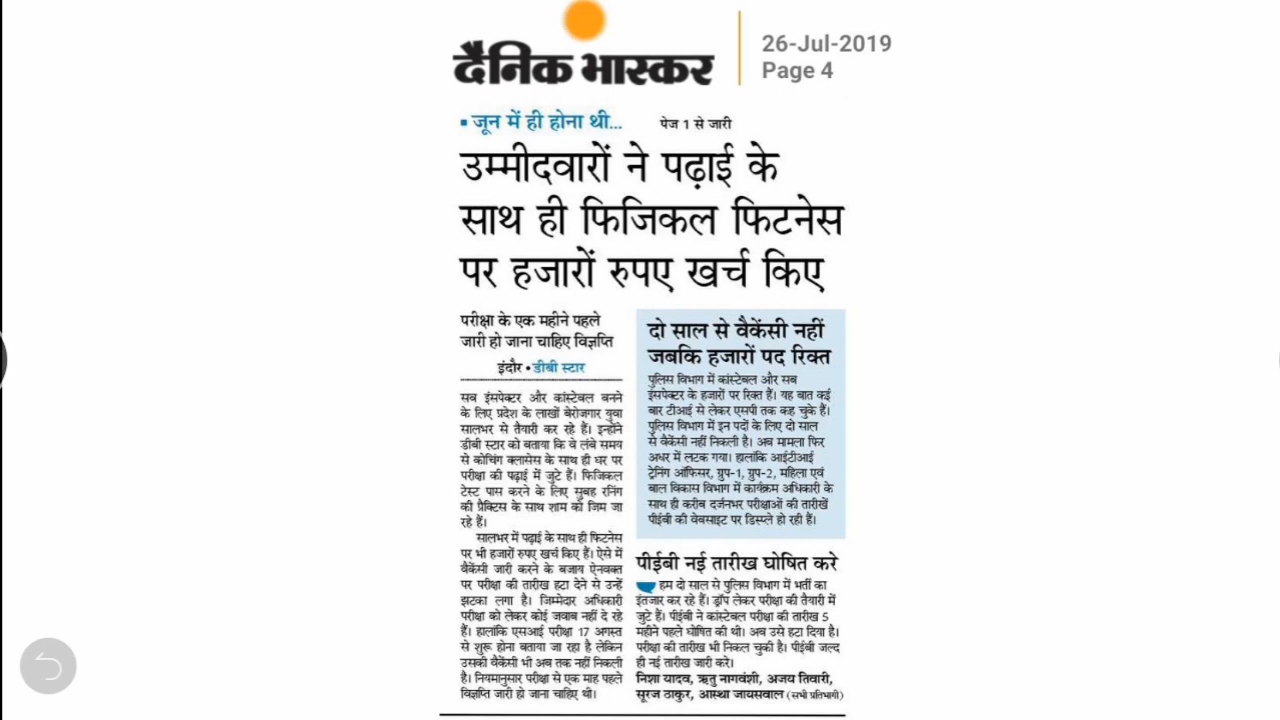 दैनिक भास्कर
26-Jul-2019
Page 4
▪ जून में ही होना थी... पेज 1 से जारी
उम्मीदवारों ने पढ़ाई के
साथ ही फिजिकल फिटनेस
पर हजारों रुपए खर्च किए
परीक्षा के एक महीने पहले
जारी हो जाना चाहिए विज्ञप्ति
इंदौर • डीबी स्टार
सब इंसपेक्टर और कांस्टेबल बनने
के लिए प्रदेश के लाखों बेरोजगार युवा
सालभर से तैयारी कर रहे हैं। इन्होंने
डीबी स्टार को बताया कि वे लंबे समय
से कोचिंग क्लासेस के साथ ही घर पर
परीक्षा की पढ़ाई में जुटे हैं। फिजिकल
टेस्ट पास करने के लिए सुबह रनिंग
की प्रैक्टिस के साथ शाम को जिम जा
रहे हैं।
सालभर में पढ़ाई के साथ ही फिटनेस
पर भी हजारों रुपए खर्च किए हैं। ऐसे में
वैकेंसी जारी करने के बजाय ऐनवक्त
पर परीक्षा की तारीख हटा देने से उन्हें
झटका लगा है। जिम्मेदार अधिकारी
परीक्षा को लेकर कोई जवाब नहीं दे रहे
हैं। हालांकि एसआई परीक्षा 17 अगस्त
से शुरू होना बताया जा रहा है लेकिन
उसकी वैकेंसी भी अब तक नहीं निकली
है। नियमानुसार परीक्षा से एक माह पहले
विज्ञप्ति जारी हो जाना चाहिए थी।
दो साल से वैकेंसी नहीं
जबकि हजारों पद रिक्त
पुलिस विभाग में कांस्टेबल और सब
इंसपेक्टर के हजारों पर रिक्त हैं। यह बात कई
बार टीआई से लेकर एसपी तक कह चुके हैं।
पुलिस विभाग में इन पदों के लिए दो साल
से वैकेंसी नहीं निकली है। अब मामला फिर
अधर में लटक गया। हालांकि आईटीआई
ट्रेनिंग ऑफिसर, ग्रुप-1, ग्रुप-2, महिला एवं
बाल विकास विभाग में कार्यक्रम अधिकारी के
साथ ही करीब दर्जनभर परीक्षाओं की तारीखें
पीईबी की वेबसाइट पर डिस्प्ले हो रही हैं।
पीईबी नई तारीख घोषित करे
हम दो साल से पुलिस विभाग में भर्ती का
इंतजार कर रहे हैं। ड्रॉप लेकर परीक्षा की तैयारी में
जुटे हैं। पीईबी ने कांस्टेबल परीक्षा की तारीख 5
महीने पहले घोषित की थी। अब उसे हटा दिया है।
परीक्षा की तारीख भी निकल चुकी है। पीईबी जल्द
ही नई तारीख जारी करे।
निशा यादव, ऋतु नागवंशी, अजय तिवारी,
सूरज ठाकुर, आस्था जायसवाल (सभी प्रतिभागी)